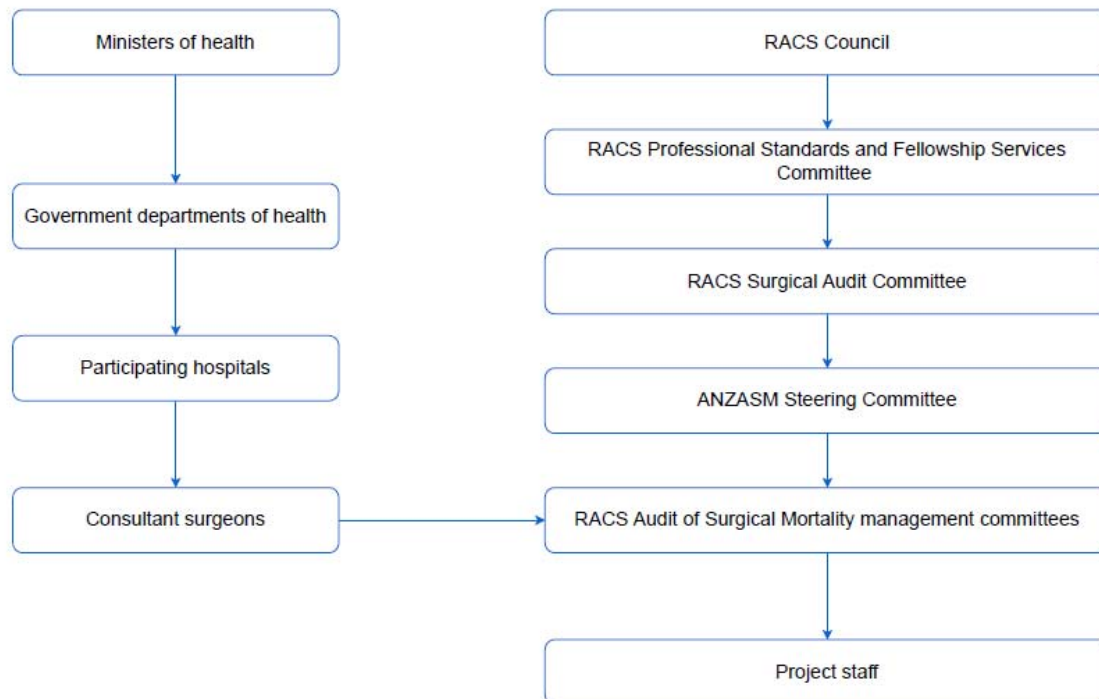 Ministers of health
RACS Council
RACS Professional Standards and Fellowship Services
Committee
Government departments of health
RACS Surgical Audit Committee
Participating hospitals
ANZASM Steering Committee
Consultant surgeons
RACS Audit of Surgical Mortality management committees
Project staff